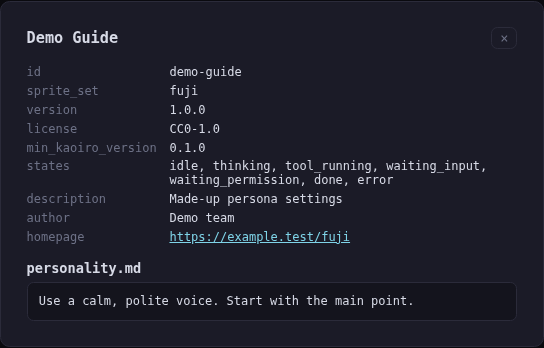 Demo Guide ×
id demo-guide
sprite_set fuji
version 1.0.0
license CC0-1.0
min_kaoiro_version 0.1.0
states idle, thinking, tool_running, waiting_input,
waiting_permission, done, error
description Made-up persona settings
author Demo team
homepage https://example.test/fuji
personality.md
Use a calm, polite voice. Start with the main point.